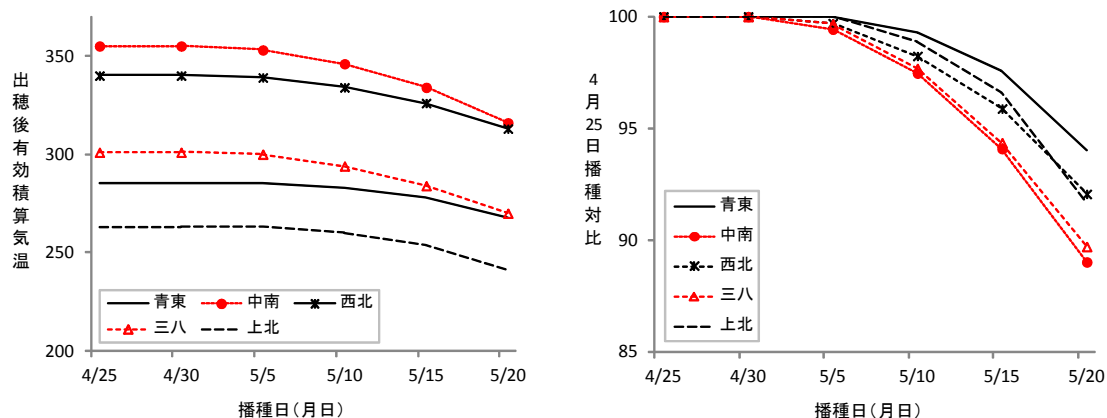 出穂後有効積算気温
350
300
250
200
青東 中南 西北
三八 上北
4/25 4/30 5/5 5/10 5/15 5/20
播種日(月日)
4月25日播種対比
100
95
90
85
青東
中南
西北
三八
上北
4/25 4/30 5/5 5/10 5/15 5/20
播種日(月日)